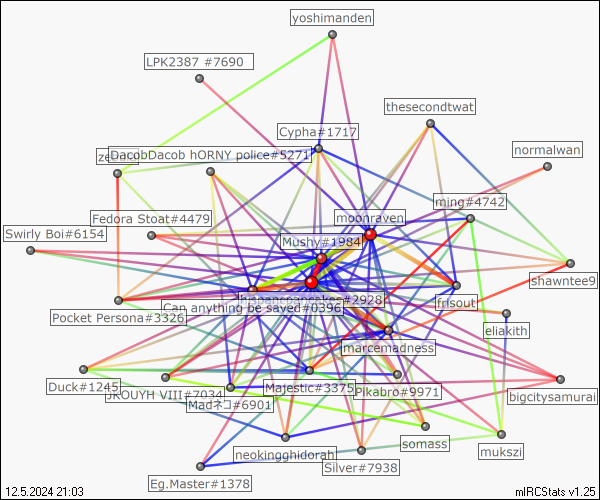 yoshimanden
LPK2387 #7690
thesecondtwat
Cypha#1717
DacobDacob hORNY police#5271
normalwan
ming#4742
Fedora Stoat#4479
moonraven
Swirly Boi#6154
Mushy#1984
shawntee9
hispancepancakes#2928
frisout
Can anything be saved#0396
Pocket Persona#3326
eliakith
marcemadness
Duck#1245
JKOUYH VIII#7034
Majestic#3375
Pikabro#9971
bigcitysamurai
Madネコ#6901
somass
neokingghidorah
mukszi
Silver#7938
Eg.Master#1378
12.5.2024 21:03
mIRCStats v1.25